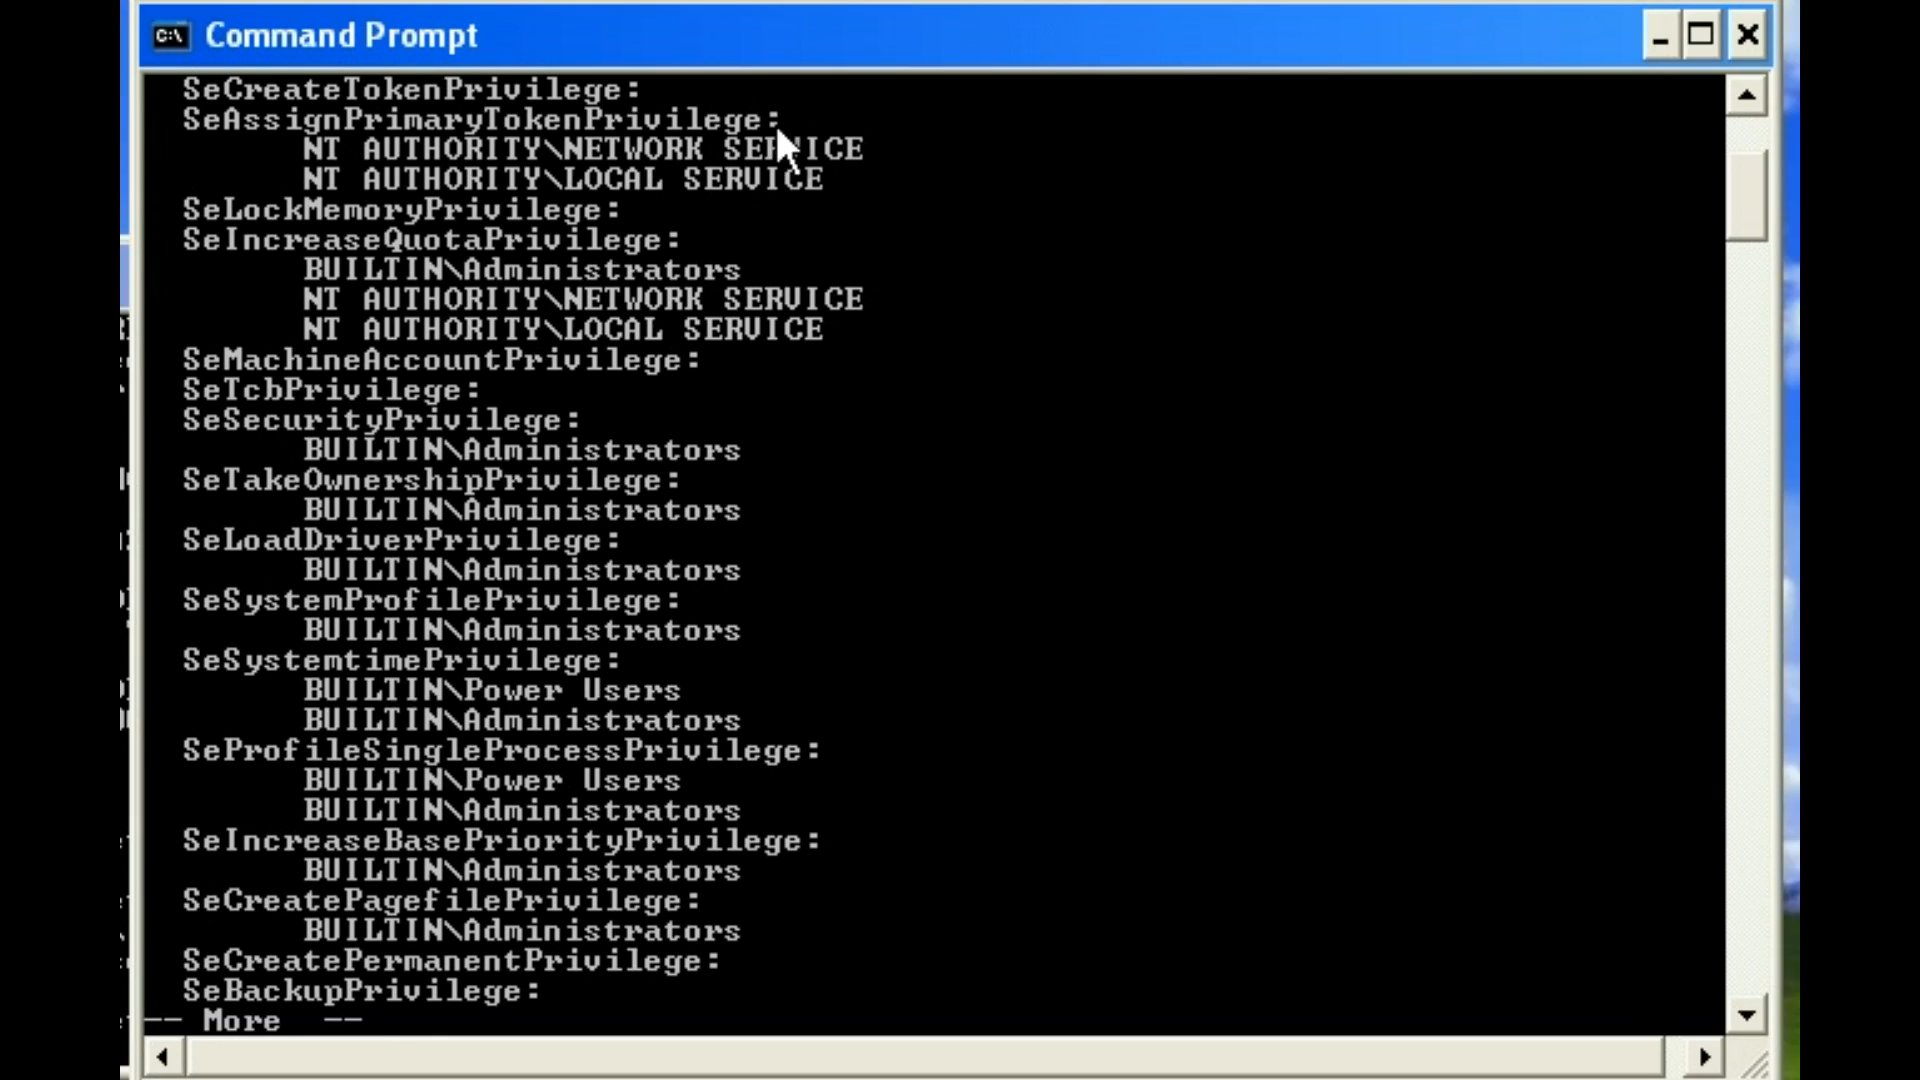 Command Prompt
SeCreateTokenPrivilege:
SeAssignPrimaryTokenPrivilege:
NT AUTHORITY\NETWORK SERVICE
NT AUTHORITY\LOCAL SERVICE
SeLockMemoryPrivilege:
SeIncreaseQuotaPrivilege:
BUILTIN\Administrators
NT AUTHORITY\NETWORK SERVICE
NT AUTHORITY\LOCAL SERVICE
SeMachineAccountPrivilege:
SeTcbPrivilege:
SeSecurityPrivilege:
BUILTIN\Administrators
SeTakeOwnershipPrivilege:
BUILTIN\Administrators
SeLoadDriverPrivilege:
BUILTIN\Administrators
SeSystemProfilePrivilege:
BUILTIN\Administrators
SeSystemtimePrivilege:
BUILTIN\Power Users
BUILTIN\Administrators
SeProfileSingleProcessPrivilege:
BUILTIN\Power Users
BUILTIN\Administrators
SeIncreaseBasePriorityPrivilege:
BUILTIN\Administrators
SeCreatePagefilePrivilege:
BUILTIN\Administrators
SeCreatePermanentPrivilege:
SeBackupPrivilege:
-- More --